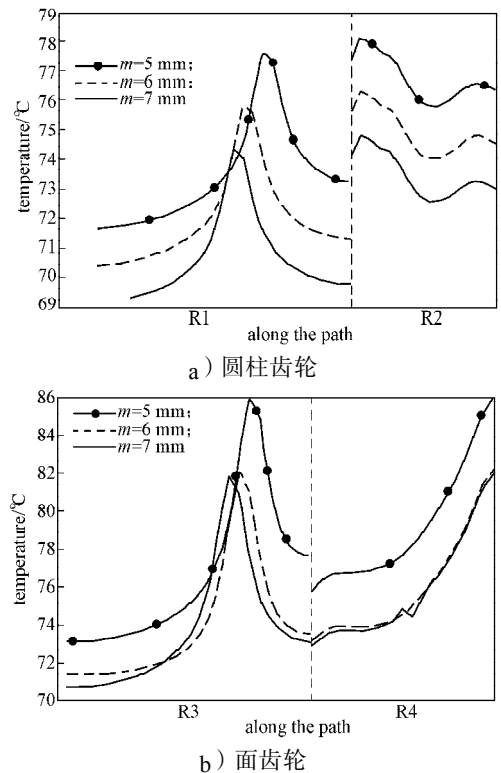 79
78
77
76
75
74
73
72
71
70
69
temperature/℃
m=5 mm；
m=6 mm：
m=7 mm
R1
R2
along the path
a）圆柱齿轮
86
84
82
80
78
76
74
72
70
temperature/℃
m=5 mm；
m=6 mm；
m=7 mm
R3
R4
along the path
b）面齿轮